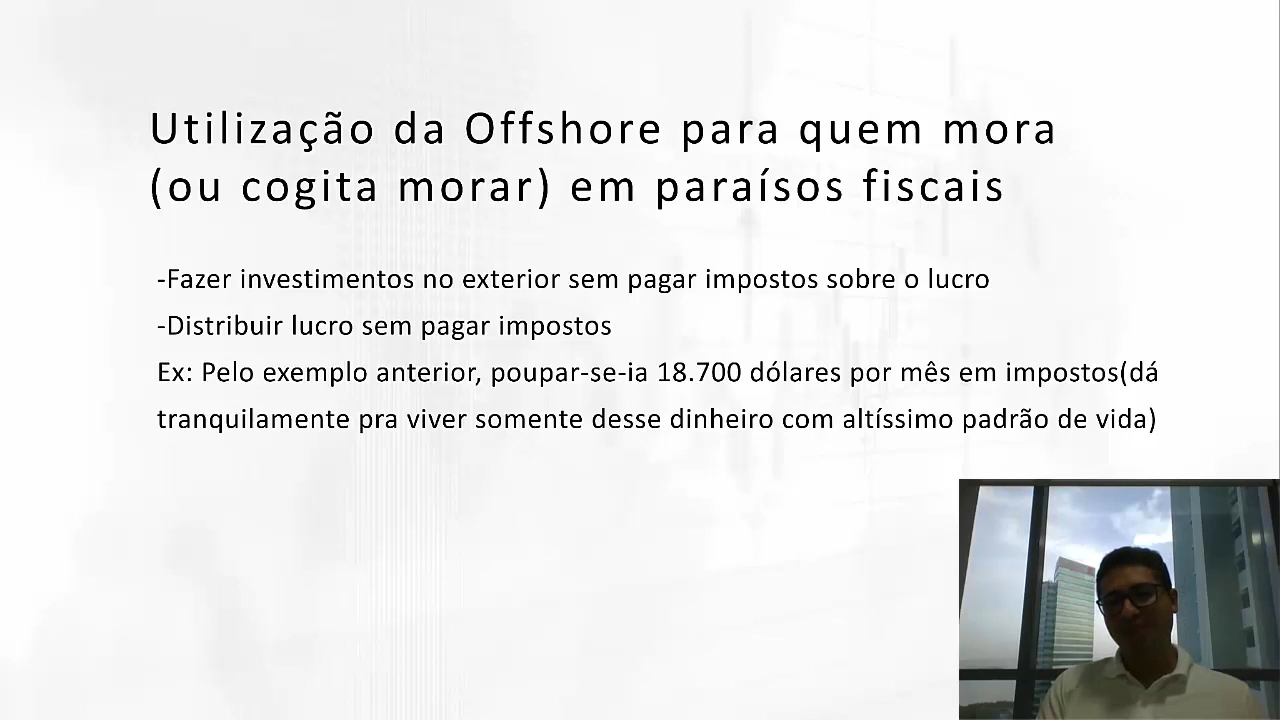 Utilização da Offshore para quem mora
(ou cogita morar) em paraísos fiscais
-Fazer investimentos no exterior sem pagar impostos sobre o lucro
-Distribuir lucro sem pagar impostos
Ex: Pelo exemplo anterior, poupar-se-ia 18.700 dólares por mês em impostos(dá
tranquilamente pra viver somente desse dinheiro com altíssimo padrão de vida)